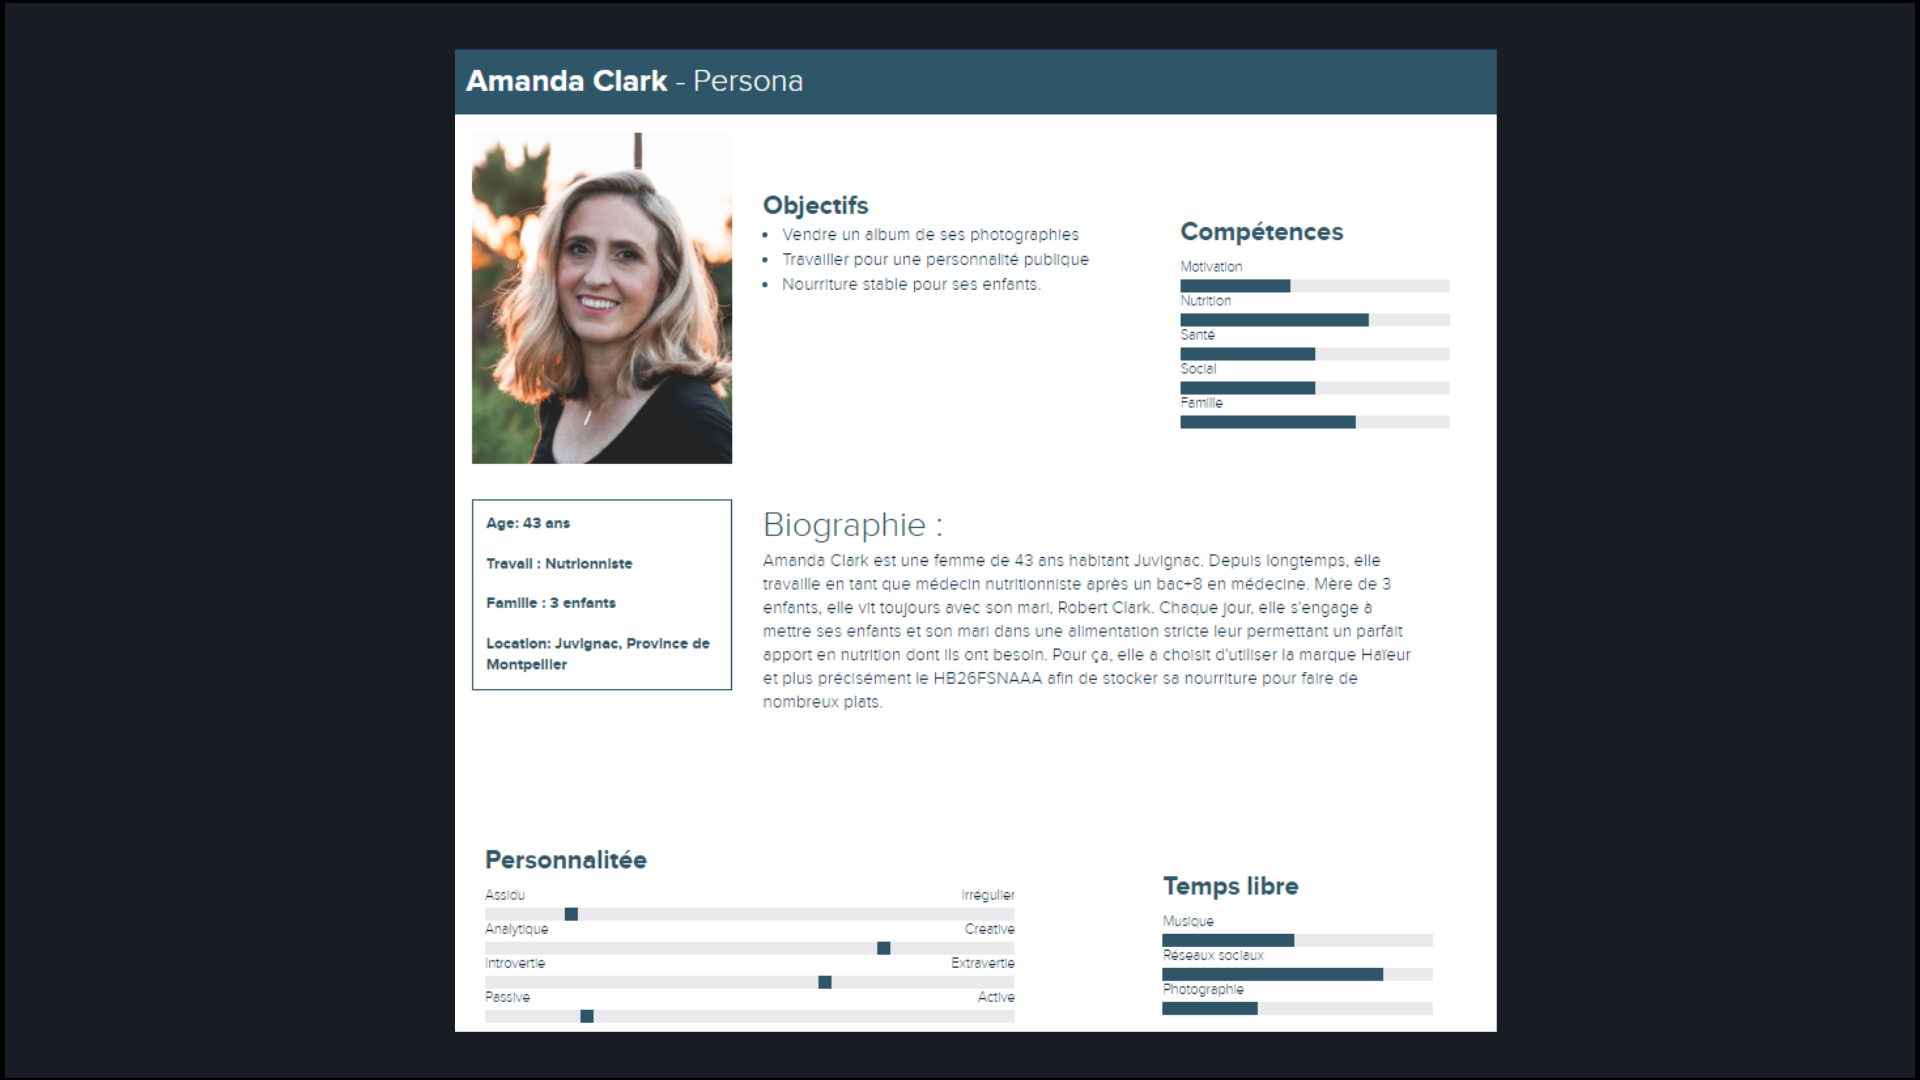 Amanda Clark - Persona
Objectifs
• Vendre un album de ses photographies
• Travailler pour une personnalité publique
• Nourriture stable pour ses enfants.
Compétences
Motivation
Nutrition
Santé
Social
Famille
Age: 43 ans
Travail : Nutrionniste
Famille : 3 enfants
Location: Juvignac, Province de
Montpellier
Biographie :
Amanda Clark est une femme de 43 ans habitant Juvignac. Depuis longtemps, elle
travaille en tant que médecin nutritionniste après un bac+8 en médecine. Mère de 3
enfants, elle vit toujours avec son mari, Robert Clark. Chaque jour, elle s'engage à
mettre ses enfants et son mari dans une alimentation stricte leur permettant un parfait
apport en nutrition dont ils ont besoin. Pour ça, elle a choisit d'utiliser la marque Haïeur
et plus précisément le HB26FSNAAA afin de stocker sa nourriture pour faire de
nombreux plats.
Personnalitée
Assidu Irrégulier
Analytique Creative
Introvertie Extravertie
Passive Active
Temps libre
Musique
Réseaux sociaux
Photographie